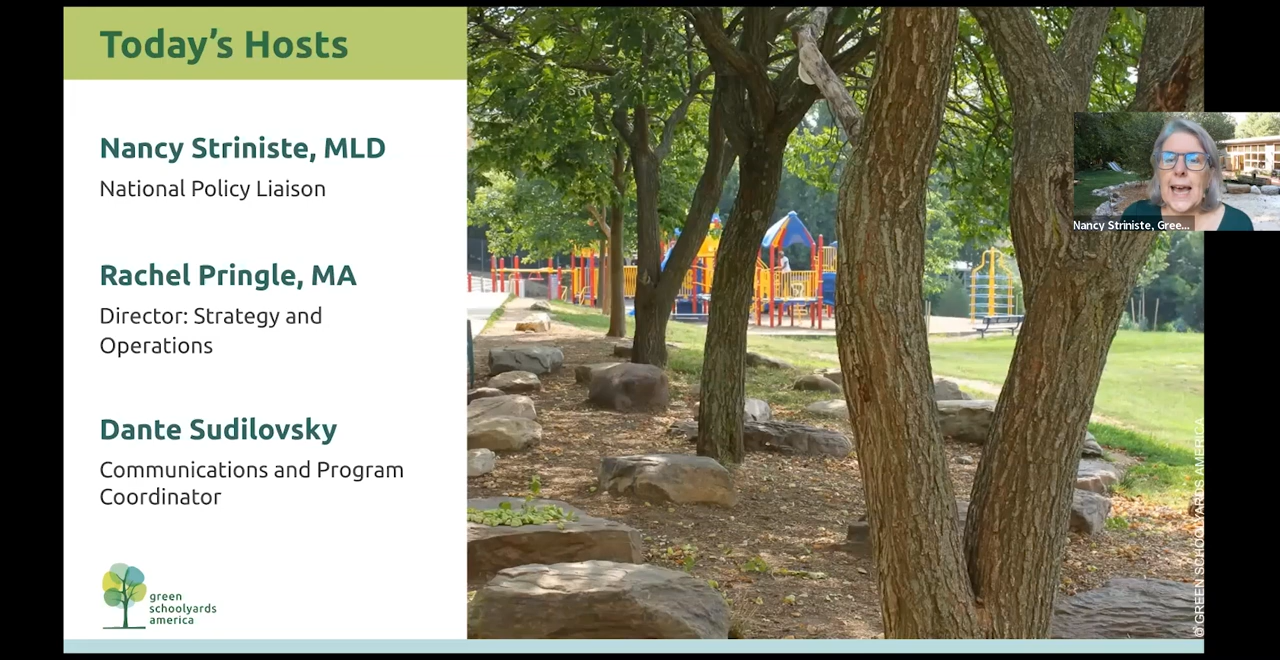 Today's Hosts
Nancy Striniste, MLD
National Policy Liaison
Rachel Pringle, MA
Director: Strategy and
Operations
Dante Sudilovsky
Communications and Program
Coordinator
green
schoolyards
america
Nancy Striniste, Gree...
© GREEN SCHOOLYARDS AMERICA